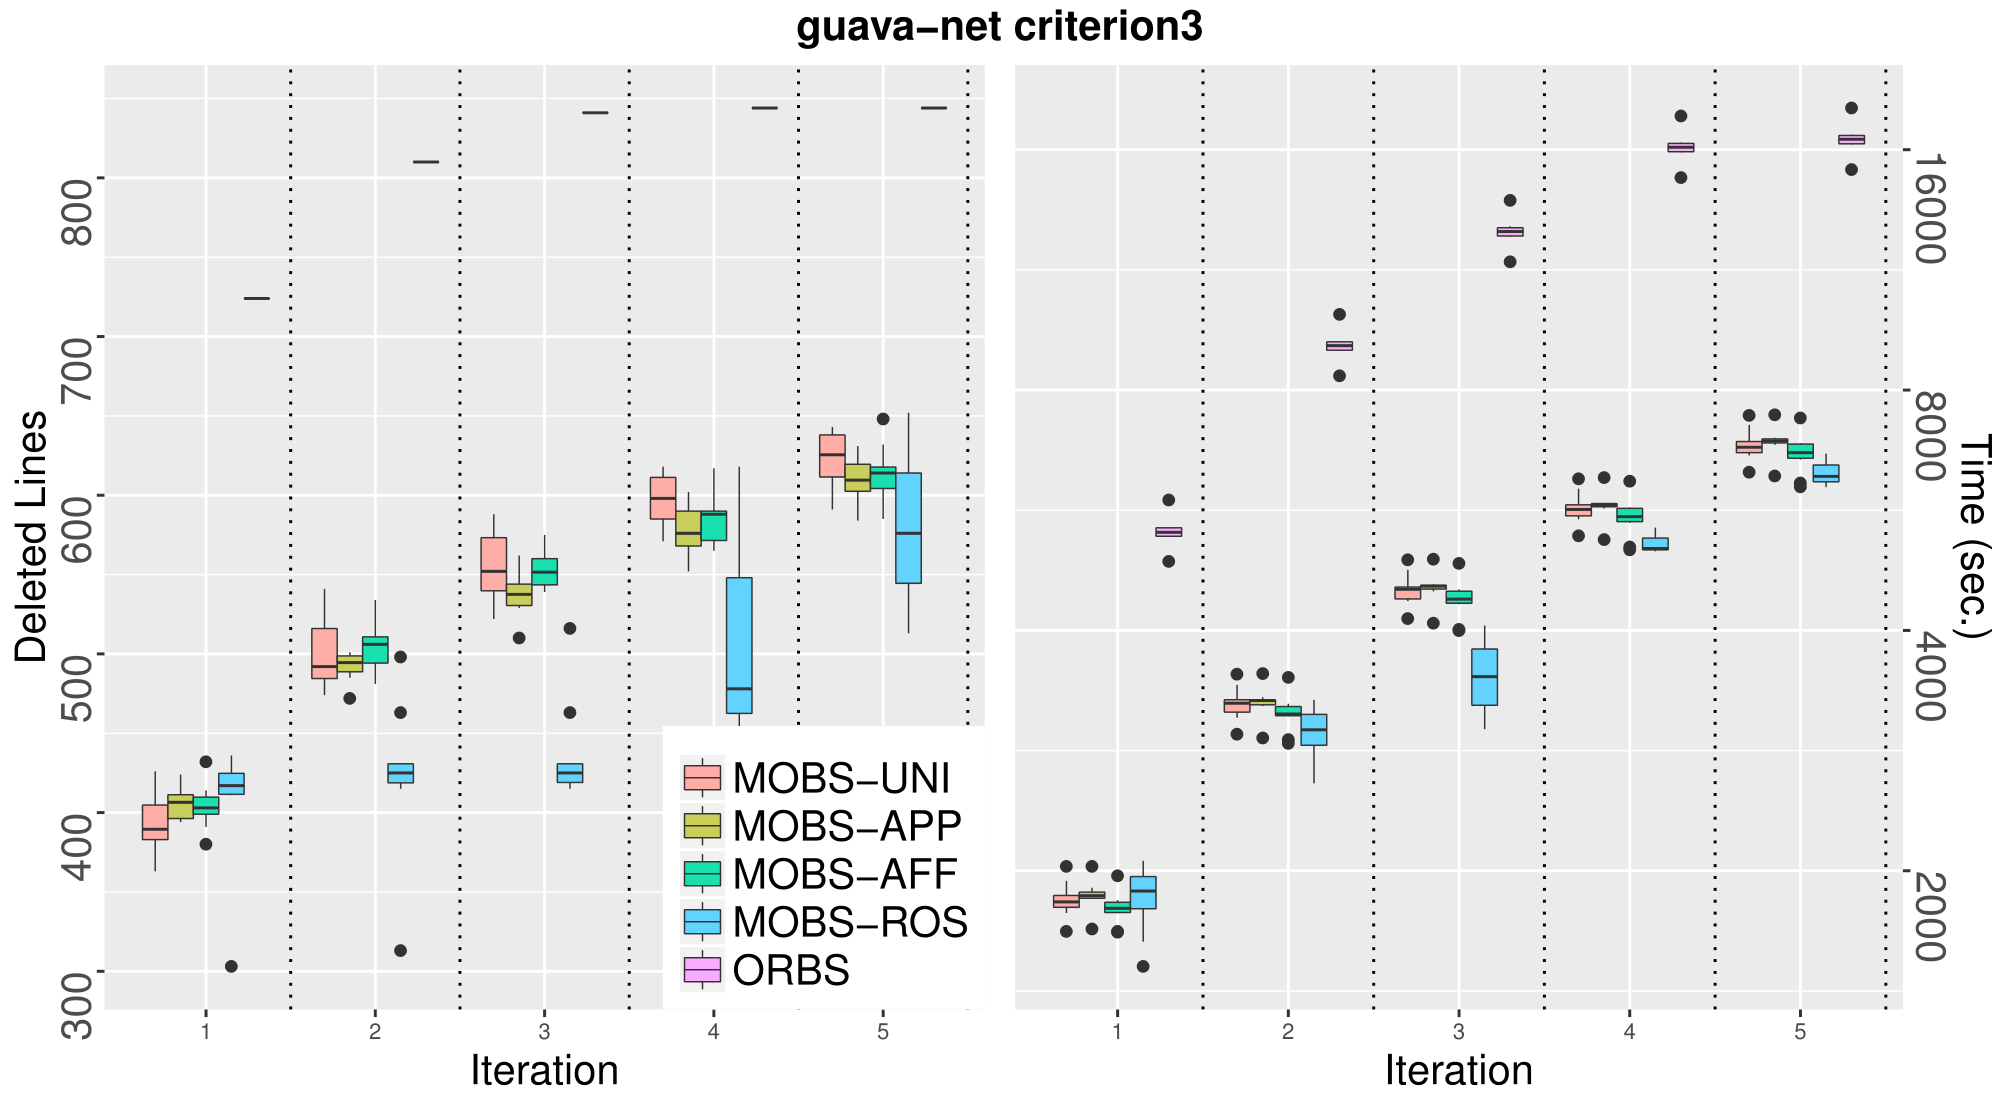 guava−net criterion3
Deleted Lines
800
700
600
500
400
300
1 2 3 4 5
Iteration
MOBS−UNI
MOBS−APP
MOBS−AFF
MOBS−ROS
ORBS
16000
8000
4000
2000
Time (sec.)
1 2 3 4 5
Iteration